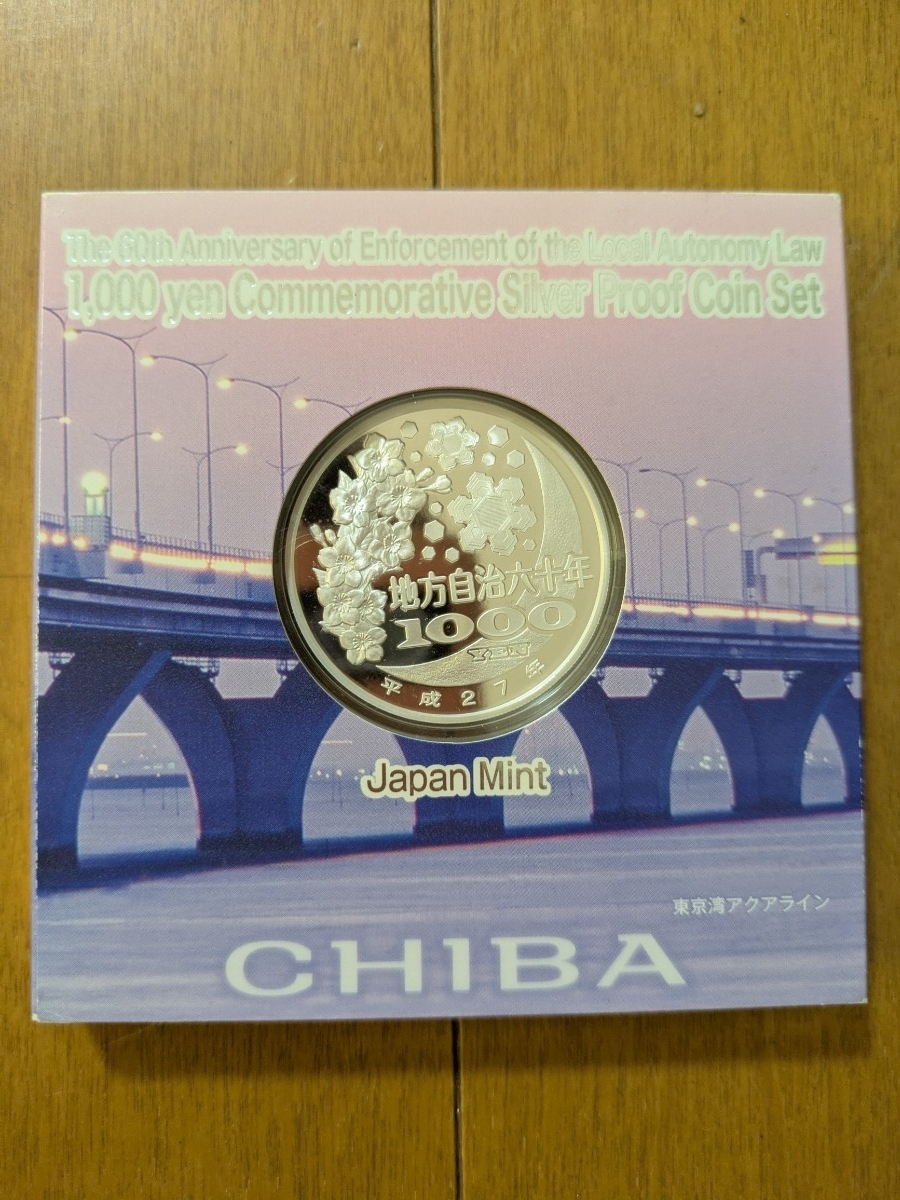 The 60th Anniversary of Enforcement of the Local Autonomy Law
1,000 yen Commemorative Silver Proof Coin Set
地方自治六十年
1000
YEN
平成27年
Japan Mint
東京湾アクアライン
CHIBA